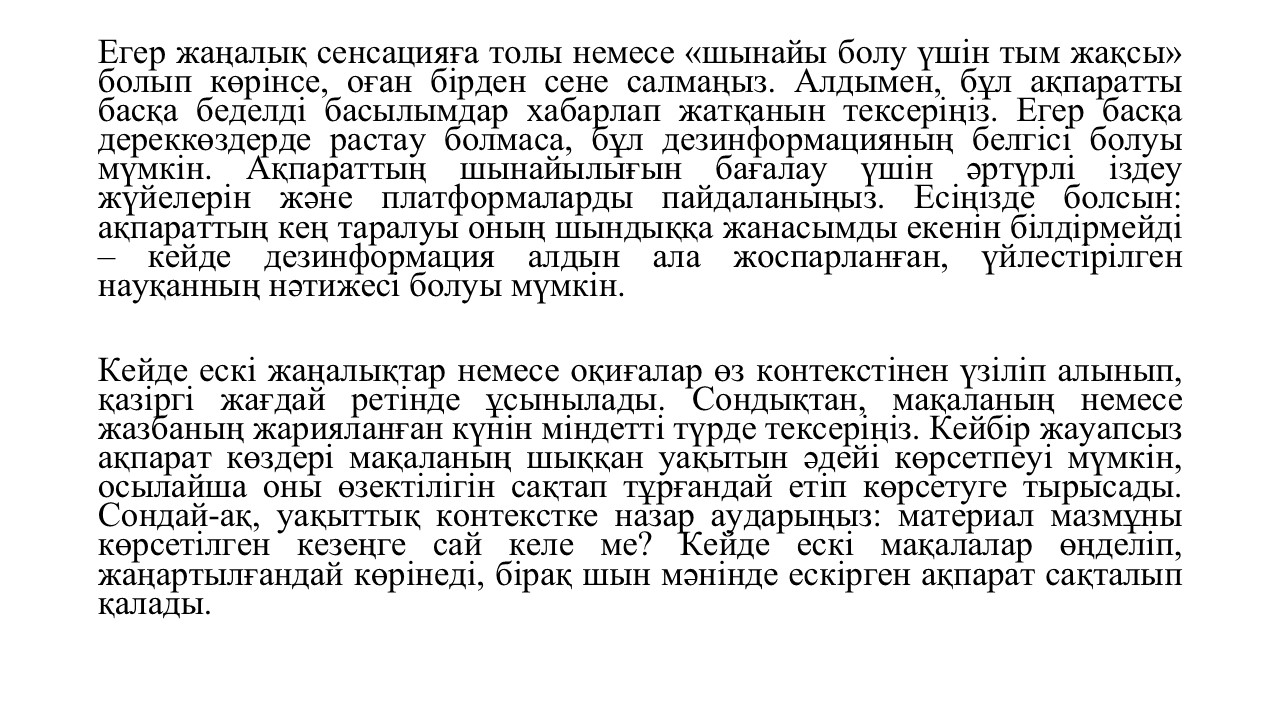 Егер жаңалық сенсацияға толы немесе «шынайы болу үшін тым жақсы»
болып көрінсе, оған бірден сене салмаңыз. Алдымен, бұл ақпаратты
басқа беделді басылымдар хабарлап жатқанын тексеріңіз. Егер басқа
дереккөздерде растау болмаса, бұл дезинформацияның белгісі болуы
мүмкін. Ақпараттың шынайылығын бағалау үшін әртүрлі іздеу
жүйелерін және платформаларды пайдаланыңыз. Есіңізде болсын:
ақпараттың кең таралуы оның шындыққа жанасымды екенін білдірмейді
– кейде дезинформация алдын ала жоспарланған, үйлестірілген
науқанның нәтижесі болуы мүмкін.
Кейде ескі жаңалықтар немесе оқиғалар өз контекстінен үзіліп алынып,
қазіргі жағдай ретінде ұсынылады. Сондықтан, мақаланың немесе
жазбаның жарияланған күнін міндетті түрде тексеріңіз. Кейбір жауапсыз
ақпарат көздері мақаланың шыққан уақытын әдейі көрсетпеуі мүмкін,
осылайша оны өзектілігін сақтап тұрғандай етіп көрсетуге тырысады.
Сондай-ақ, уақыттық контекстке назар аударыңыз: материал мазмұны
көрсетілген кезеңге сай келе ме? Кейде ескі мақалалар өңделіп,
жаңартылғандай көрінеді, бірақ шын мәнінде ескірген ақпарат сақталып
қалады.